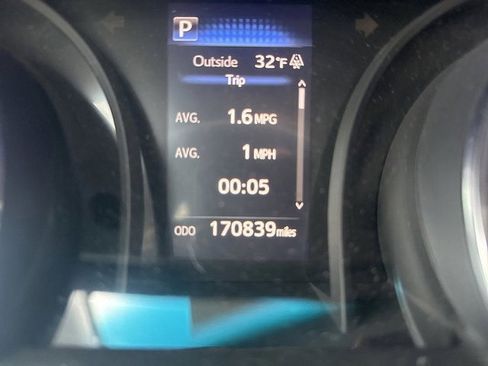 P
Outside 32°F
Trip
AVG. 1.6 MPG
AVG. 1 MPH
00:05
ODO 170839 miles